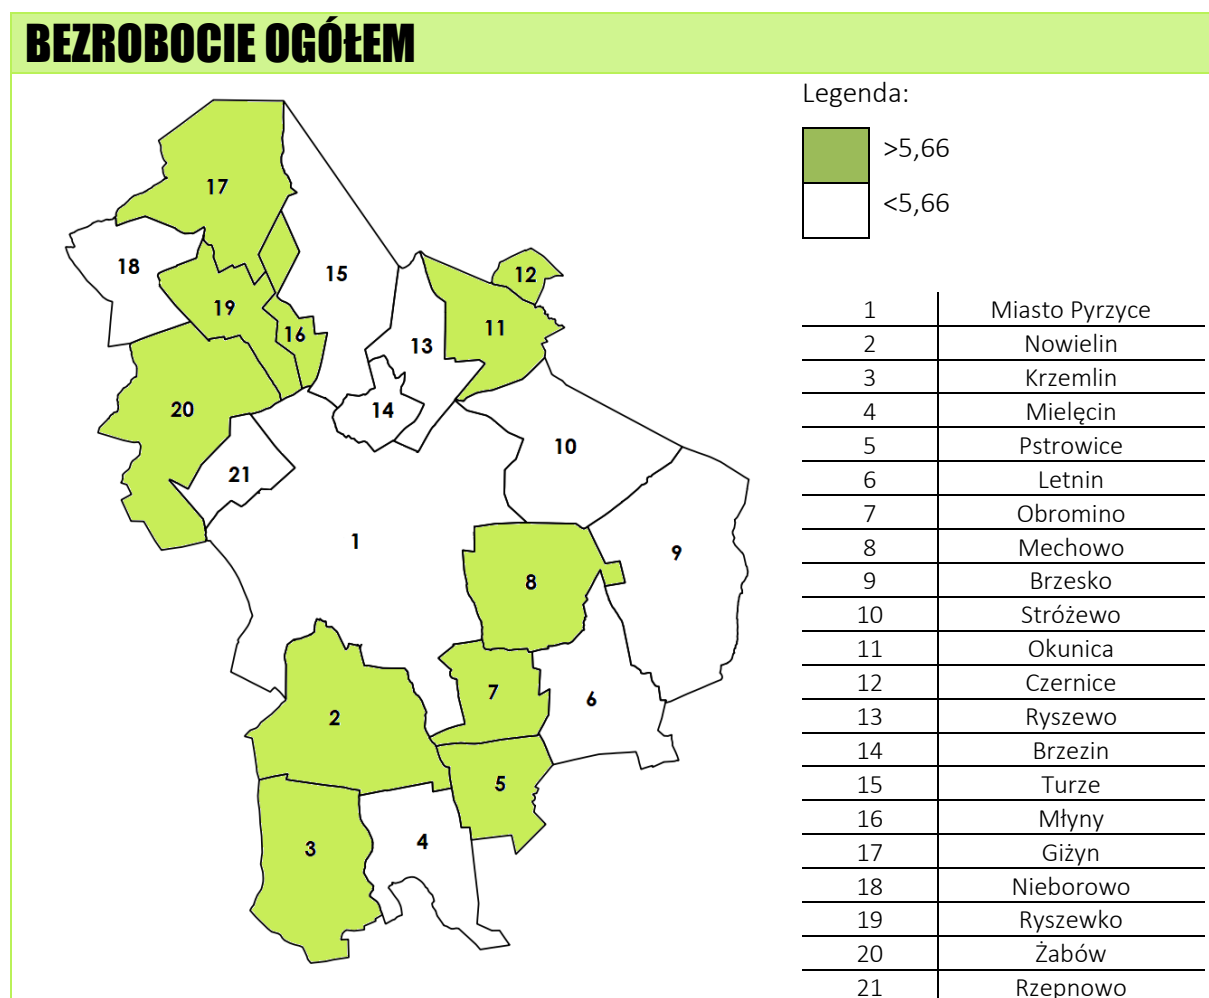 BEZROBOCIE OGÓŁEM
Legenda:
>5,66
<5,66
17
18
15
12
19
16
11
13
20
14
10
21
1
9
8
7
6
2
5
3
4
1 Miasto Pyrzyce
2 Nowielin
3 Krzemlin
4 Mielęcin
5 Pstrowice
6 Letnin
7 Obromino
8 Mechowo
9 Brzesko
10 Stróżewo
11 Okunica
12 Czernice
13 Ryszewo
14 Brzezin
15 Turze
16 Młyny
17 Giżyn
18 Nieborowo
19 Ryszewko
20 Żabów
21 Rzepnowo